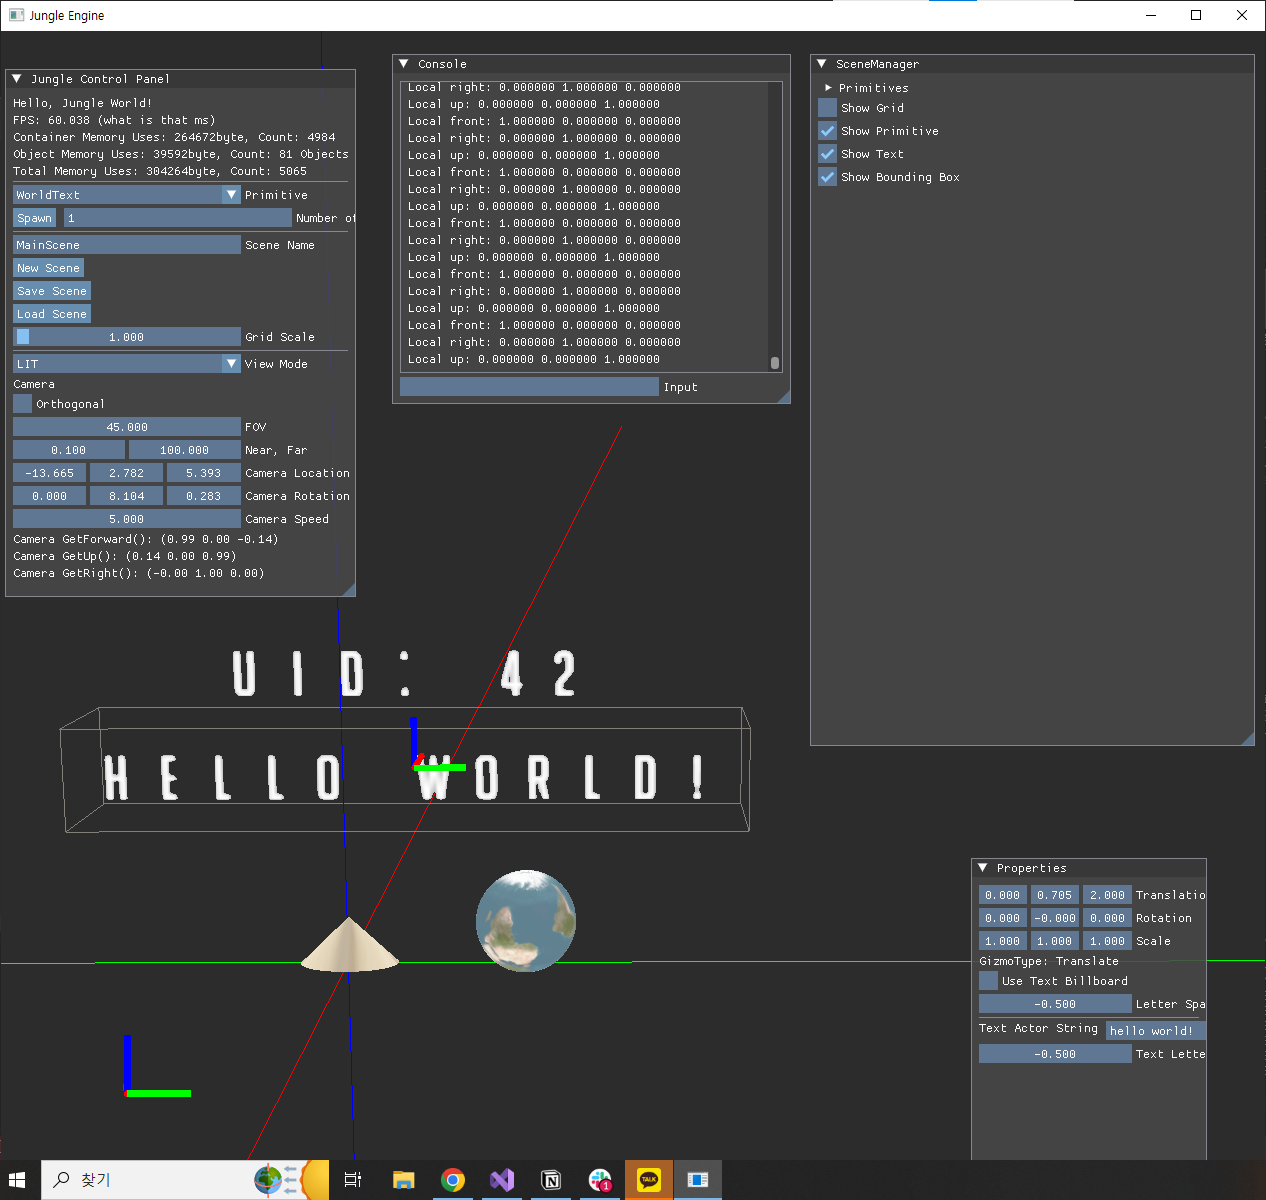 Jungle Engine
Jungle Control Panel
Hello, Jungle World!
FPS: 60.038 (what is that ms)
Container Memory Uses: 264672byte, Count: 4984
Object Memory Uses: 39592byte, Count: 81 Objects
Total Memory Uses: 304264byte, Count: 5065
WorldText Primitive
Spawn 1 Number of
MainScene Scene Name
New Scene
Save Scene
Load Scene
1.000 Grid Scale
LIT View Mode
Camera
Orthogonal
45.000 FOV
0.100 100.000 Near, Far
-13.665 2.782 5.393 Camera Location
0.000 8.104 0.283 Camera Rotation
5.000 Camera Speed
Camera GetForward(): (0.99 0.00 -0.14)
Camera GetUp(): (0.14 0.00 0.99)
Camera GetRight(): (-0.00 1.00 0.00)
Console
Local right: 0.000000 1.000000 0.000000
Local up: 0.000000 0.000000 1.000000
Local front: 1.000000 0.000000 0.000000
Local right: 0.000000 1.000000 0.000000
Local up: 0.000000 0.000000 1.000000
Local front: 1.000000 0.000000 0.000000
Local right: 0.000000 1.000000 0.000000
Local up: 0.000000 0.000000 1.000000
Local front: 1.000000 0.000000 0.000000
Local right: 0.000000 1.000000 0.000000
Local up: 0.000000 0.000000 1.000000
Local front: 1.000000 0.000000 0.000000
Local right: 0.000000 1.000000 0.000000
Local up: 0.000000 0.000000 1.000000
Local front: 1.000000 0.000000 0.000000
Local right: 0.000000 1.000000 0.000000
Local up: 0.000000 0.000000 1.000000
Input
SceneManager
Primitives
Show Grid
Show Primitive
Show Text
Show Bounding Box
UID: 42
HELLO WORLD!
Properties
0.000 0.705 2.000 Translatio
0.000 -0.000 0.000 Rotation
1.000 1.000 1.000 Scale
GizmoType: Translate
Use Text Billboard
-0.500 Letter Spa
Text Actor String hello world!
-0.500 Text Lette
찾기
TALK
1